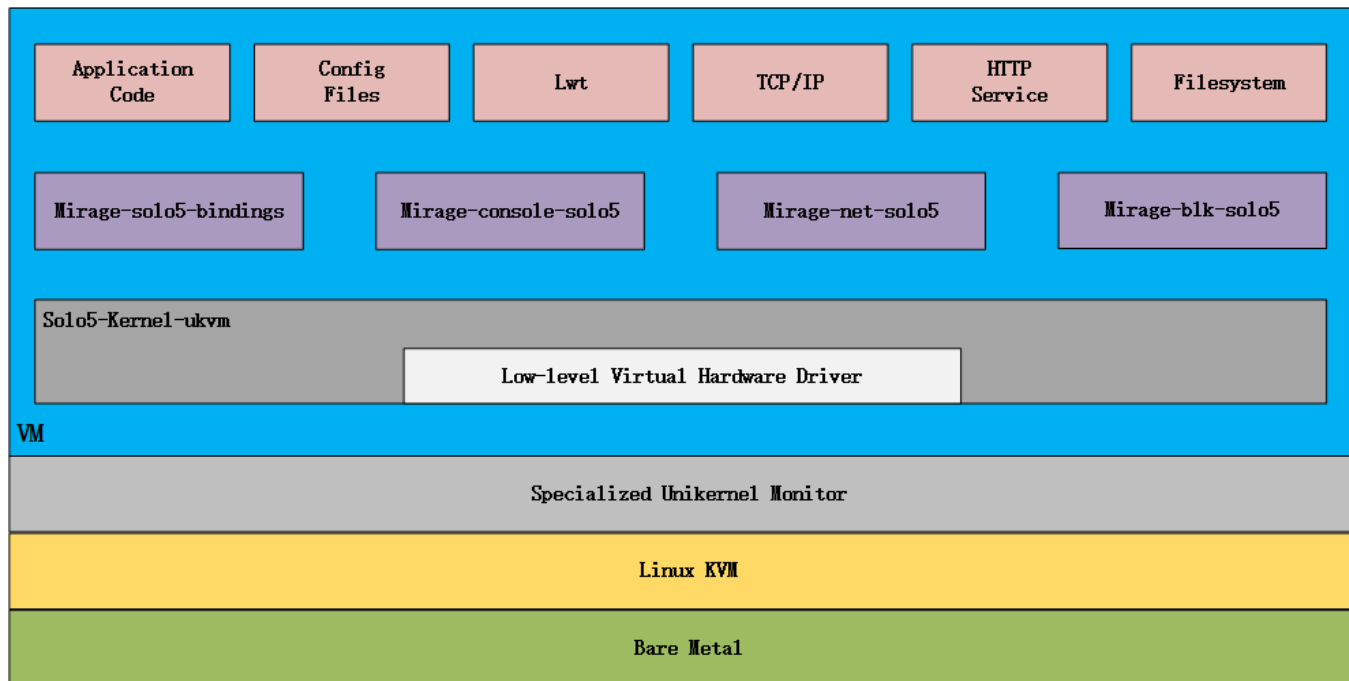 Application
Code
Config
Files
Lwt
TCP/IP
HTTP
Service
Filesystem
Mirage-solo5-bindings
Mirage-console-solo5
Mirage-net-solo5
Mirage-blk-solo5
Solo5-Kernel-ukvm
Low-level Virtual Hardware Driver
VM
Specialized Unikernel Monitor
Linux KVM
Bare Metal